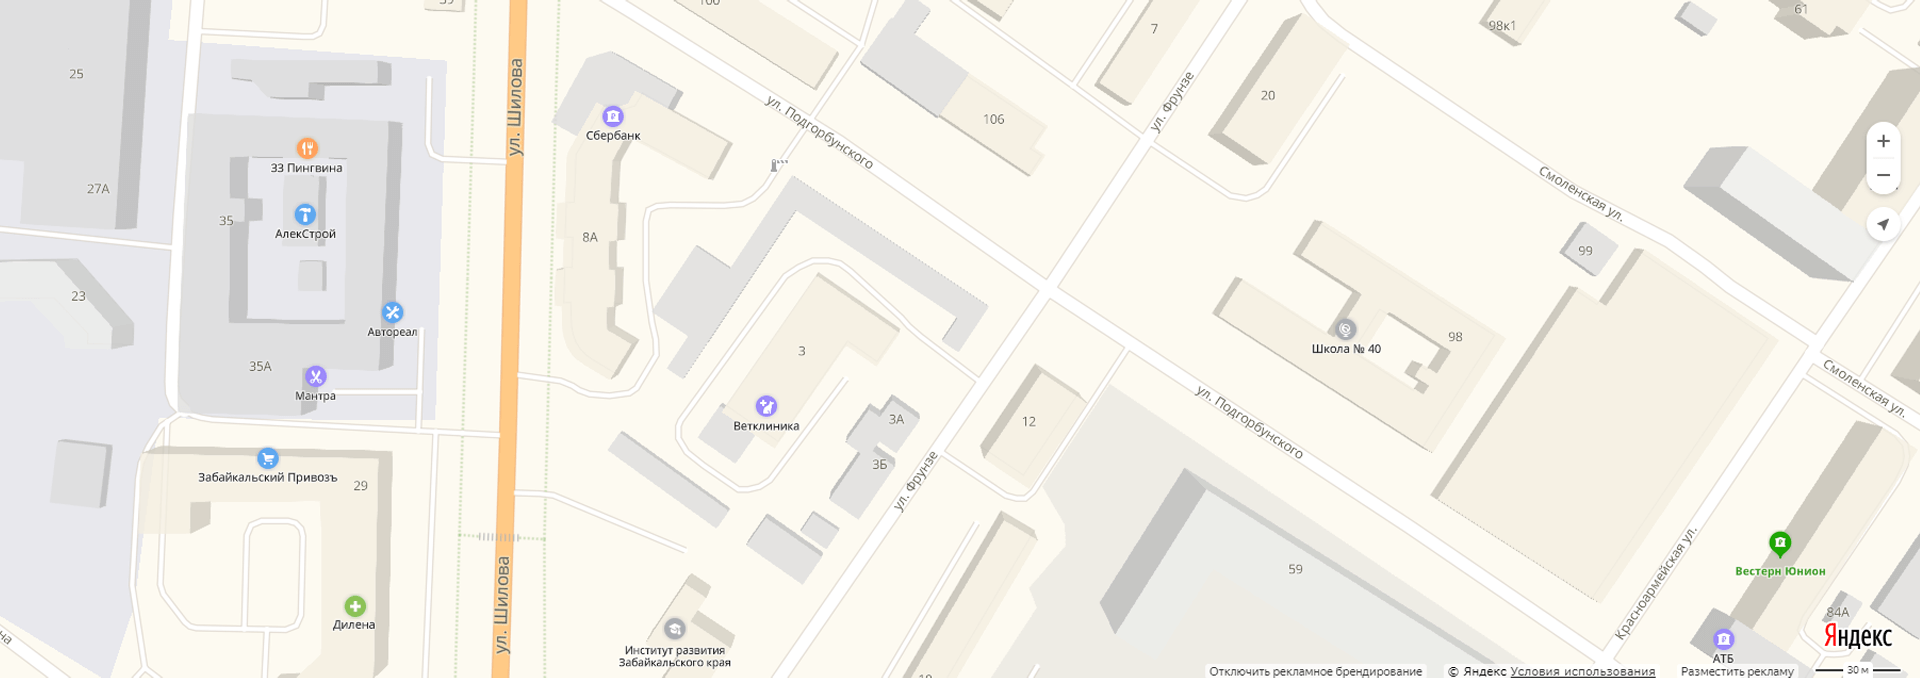 100
39
7
98к1
61
25
ул. Шилова
ул. Подгорбунского
ул. Фрунзе
20
106
Сбербанк
33 Пингвина
27А
35
АлекСтрой
8А
Смоленская ул.
99
23
Автореал
35А
Мантра
3
Ветклиника
3А
3Б
12
Школа № 40
98
Смоленская ул.
ул. Подгорбунского
ул. Фрунзе
Забайкальский Привозъ
29
ул. Шилова
59
Красноармейская ул.
Вестерн Юнион
84А
Дилена
Институт развития
Забайкальского края
АТБ
Яндекс
Отключить рекламное брендирование
© Яндекс Условия использования
Разместить рекламу
30 м